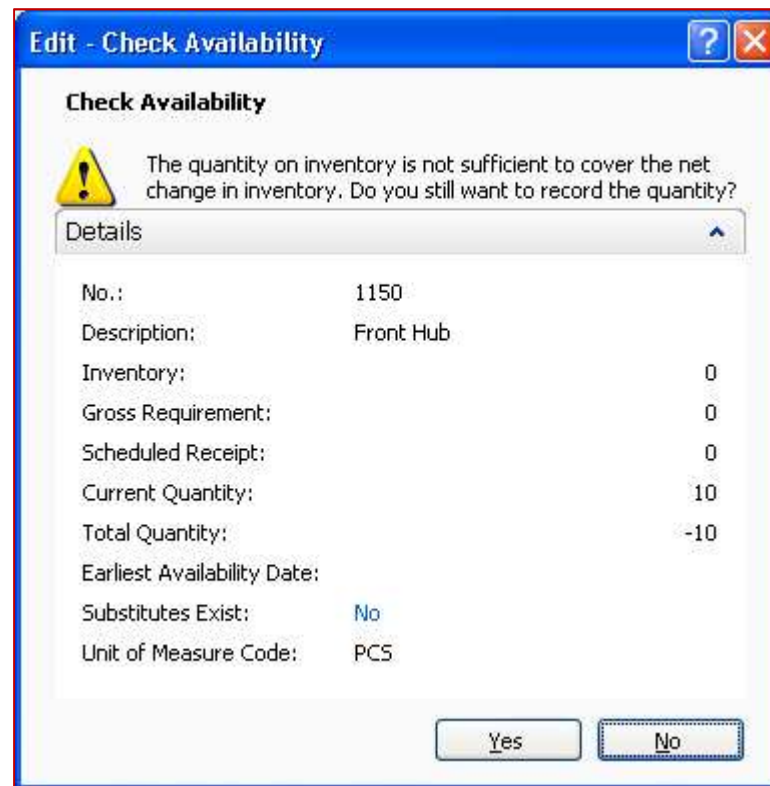 Edit - Check Availability
Check Availability
The quantity on inventory is not sufficient to cover the net
change in inventory. Do you still want to record the quantity?
Details
No.: 1150
Description: Front Hub
Inventory: 0
Gross Requirement: 0
Scheduled Receipt: 0
Current Quantity: 10
Total Quantity: -10
Earliest Availability Date:
Substitutes Exist: No
Unit of Measure Code: PCS
Yes No